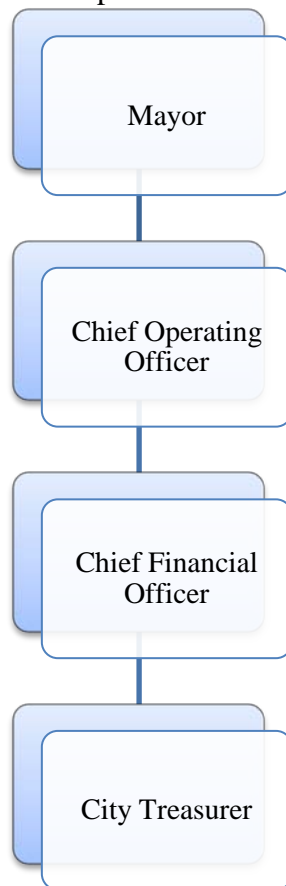 Mayor
Chief Operating
Officer
Chief Financial
Officer
City Treasurer